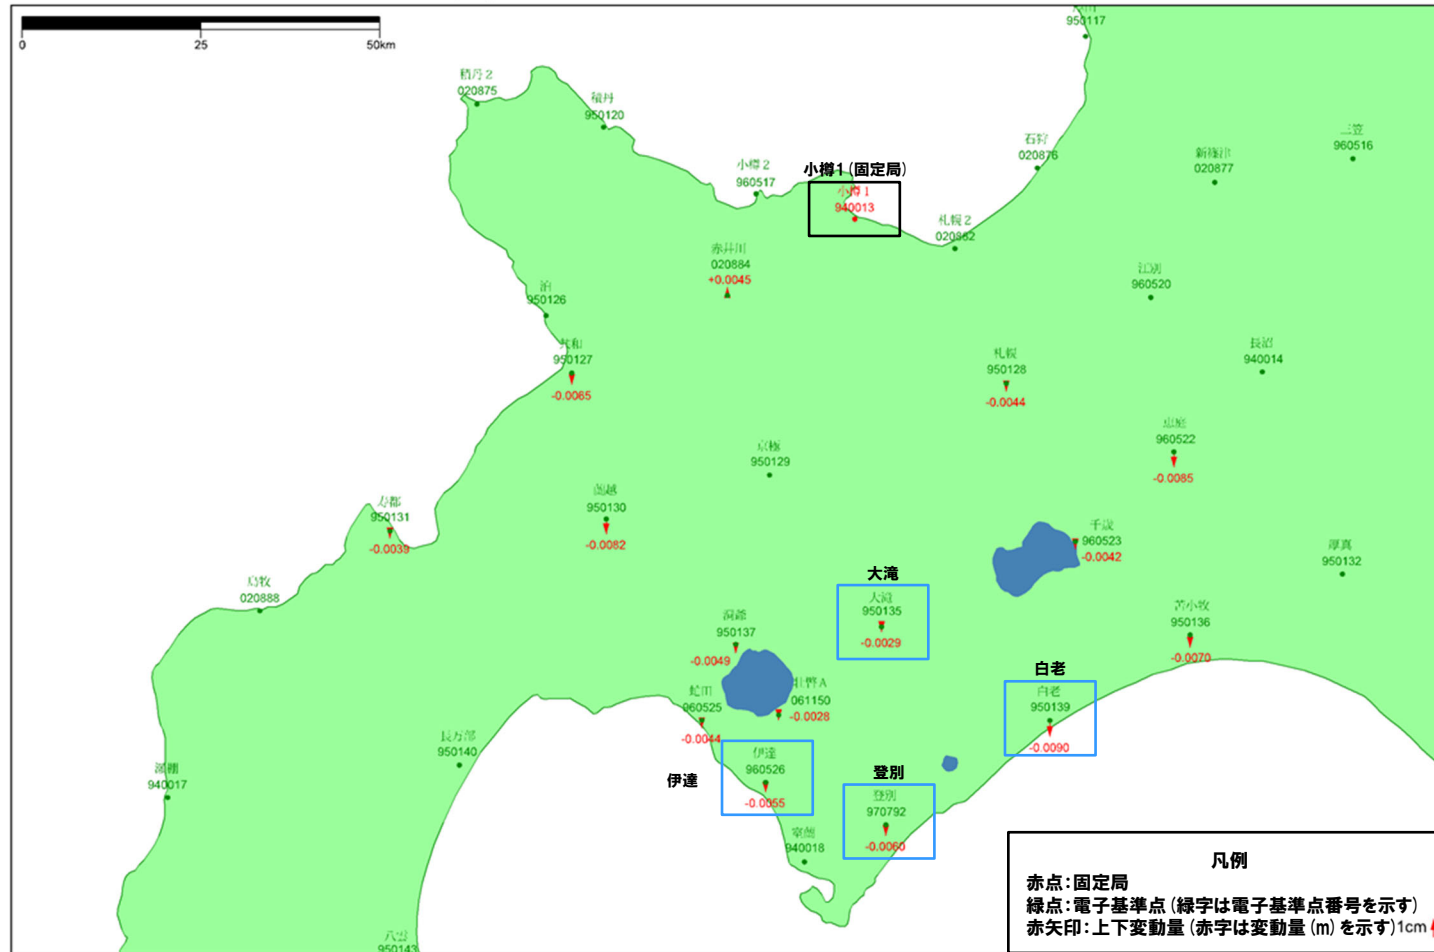 0 25 50km
950117
積丹2
020875
積丹
950120
小樽2
960517
小樽1(固定局)
小樽1
940013
札幌2
020882
石狩
020876
新篠津
020877
三笠
960516
赤井川
020884
+0.0045
江別
960520
泊
950126
共和
950127
-0.0065
札幌
950128
-0.0044
長沼
940014
恵庭
960522
-0.0085
京極
950129
蘭越
950130
-0.0082
寿都
950131
-0.0039
千歳
960523
-0.0042
厚真
950132
島牧
020888
大滝
大滝
950135
-0.0029
苫小牧
950136
-0.0070
洞爺
950137
-0.0049
壮瞥A
061150
-0.0028
虻田
960525
-0.0044
白老
白老
950139
-0.0090
長万部
950140
伊達
伊達
960526
-0.0055
登別
登別
970792
-0.0060
940017
室蘭
940018
八雲
950143
凡例
赤点:固定局
緑点:電子基準点(緑字は電子基準点番号を示す)
赤矢印:上下変動量(赤字は変動量(m)を示す)1cm